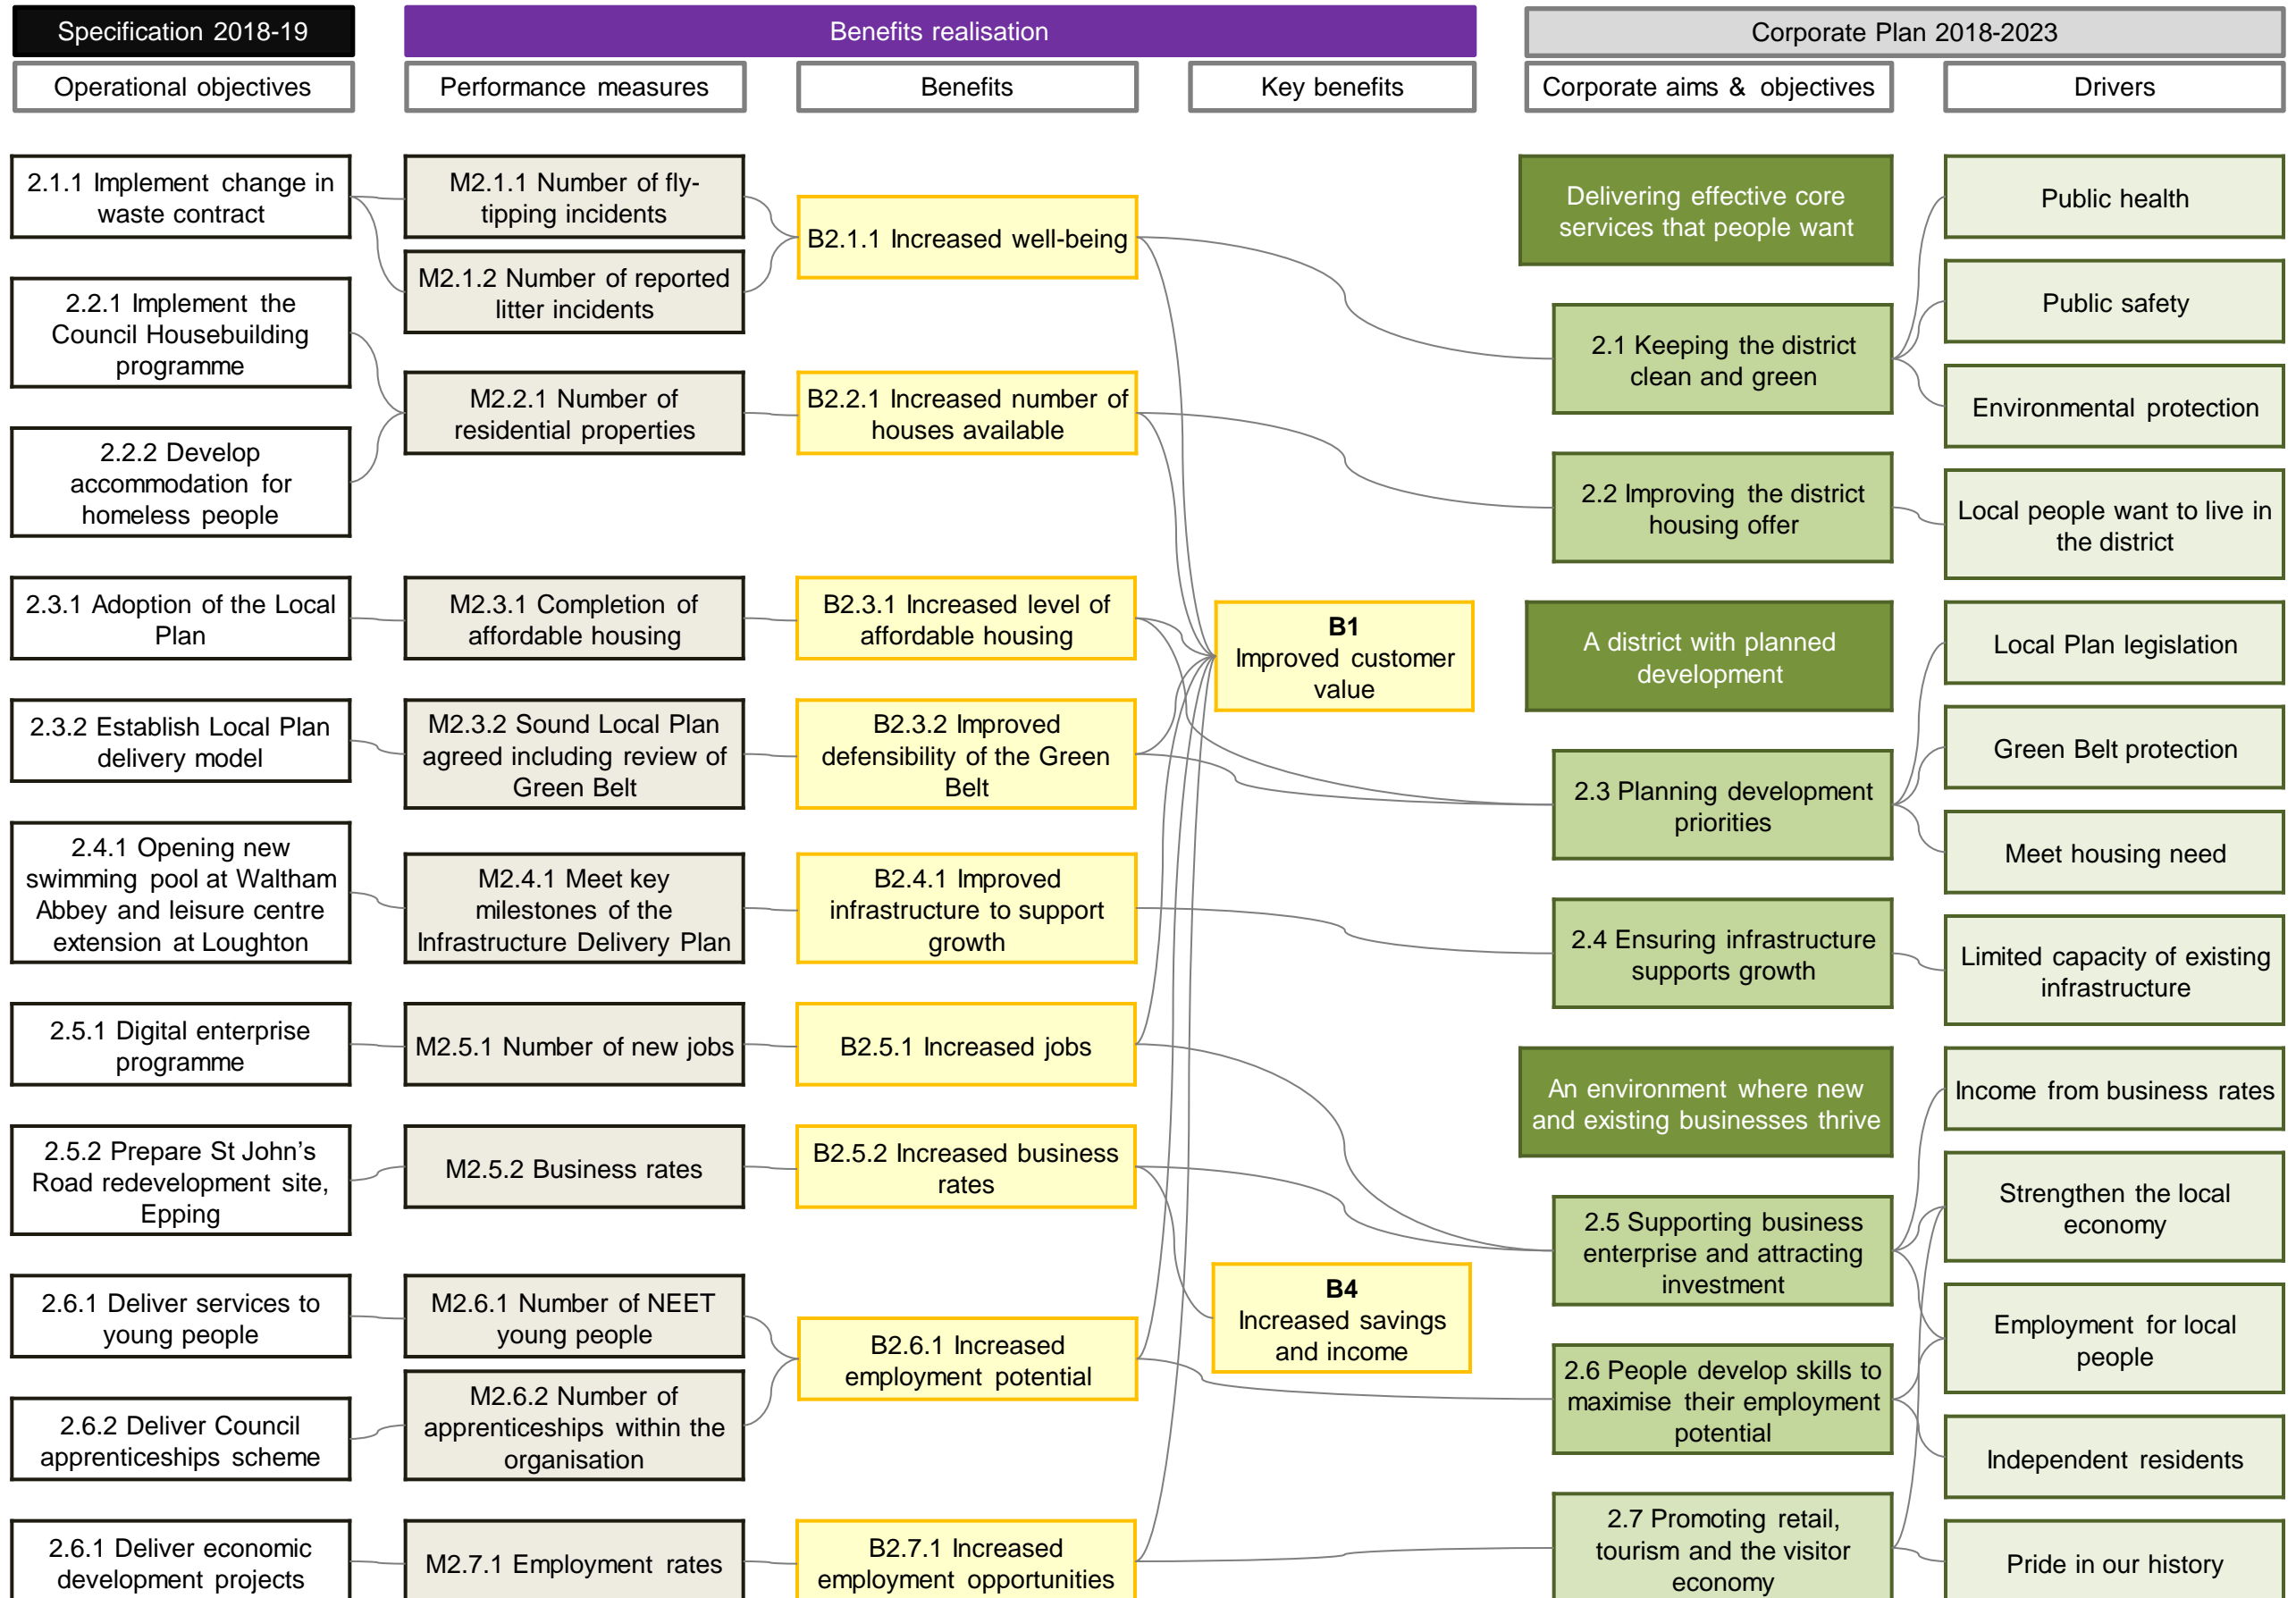 Specification 2018-19
Benefits realisation
Corporate Plan 2018-2023
Operational objectives
Performance measures
Benefits
Key benefits
Corporate aims & objectives
Drivers
2.1.1 Implement change in
waste contract
2.2.1 Implement the
Council Housebuilding
programme
2.2.2 Develop
accommodation for
homeless people
2.3.1 Adoption of the Local
Plan
2.3.2 Establish Local Plan
delivery model
2.4.1 Opening new
swimming pool at Waltham
Abbey and leisure centre
extension at Loughton
2.5.1 Digital enterprise
programme
2.5.2 Prepare St John’s
Road redevelopment site,
Epping
2.6.1 Deliver services to
young people
2.6.2 Deliver Council
apprenticeships scheme
2.6.1 Deliver economic
development projects
M2.1.1 Number of fly-
tipping incidents
M2.1.2 Number of reported
litter incidents
M2.2.1 Number of
residential properties
M2.3.1 Completion of
affordable housing
M2.3.2 Sound Local Plan
agreed including review of
Green Belt
M2.4.1 Meet key
milestones of the
Infrastructure Delivery Plan
M2.5.1 Number of new jobs
M2.5.2 Business rates
M2.6.1 Number of NEET
young people
M2.6.2 Number of
apprenticeships within the
organisation
M2.7.1 Employment rates
B2.1.1 Increased well-being
B2.2.1 Increased number of
houses available
B2.3.1 Increased level of
affordable housing
B2.3.2 Improved
defensibility of the Green
Belt
B2.4.1 Improved
infrastructure to support
growth
B2.5.1 Increased jobs
B2.5.2 Increased business
rates
B2.6.1 Increased
employment potential
B2.7.1 Increased
employment opportunities
B1
Improved customer
value
B4
Increased savings
and income
Delivering effective core
services that people want
2.1 Keeping the district
clean and green
2.2 Improving the district
housing offer
A district with planned
development
2.3 Planning development
priorities
2.4 Ensuring infrastructure
supports growth
An environment where new
and existing businesses thrive
2.5 Supporting business
enterprise and attracting
investment
2.6 People develop skills to
maximise their employment
potential
2.7 Promoting retail,
tourism and the visitor
economy
Public health
Public safety
Environmental protection
Local people want to live in
the district
Local Plan legislation
Green Belt protection
Meet housing need
Limited capacity of existing
infrastructure
Income from business rates
Strengthen the local
economy
Employment for local
people
Independent residents
Pride in our history